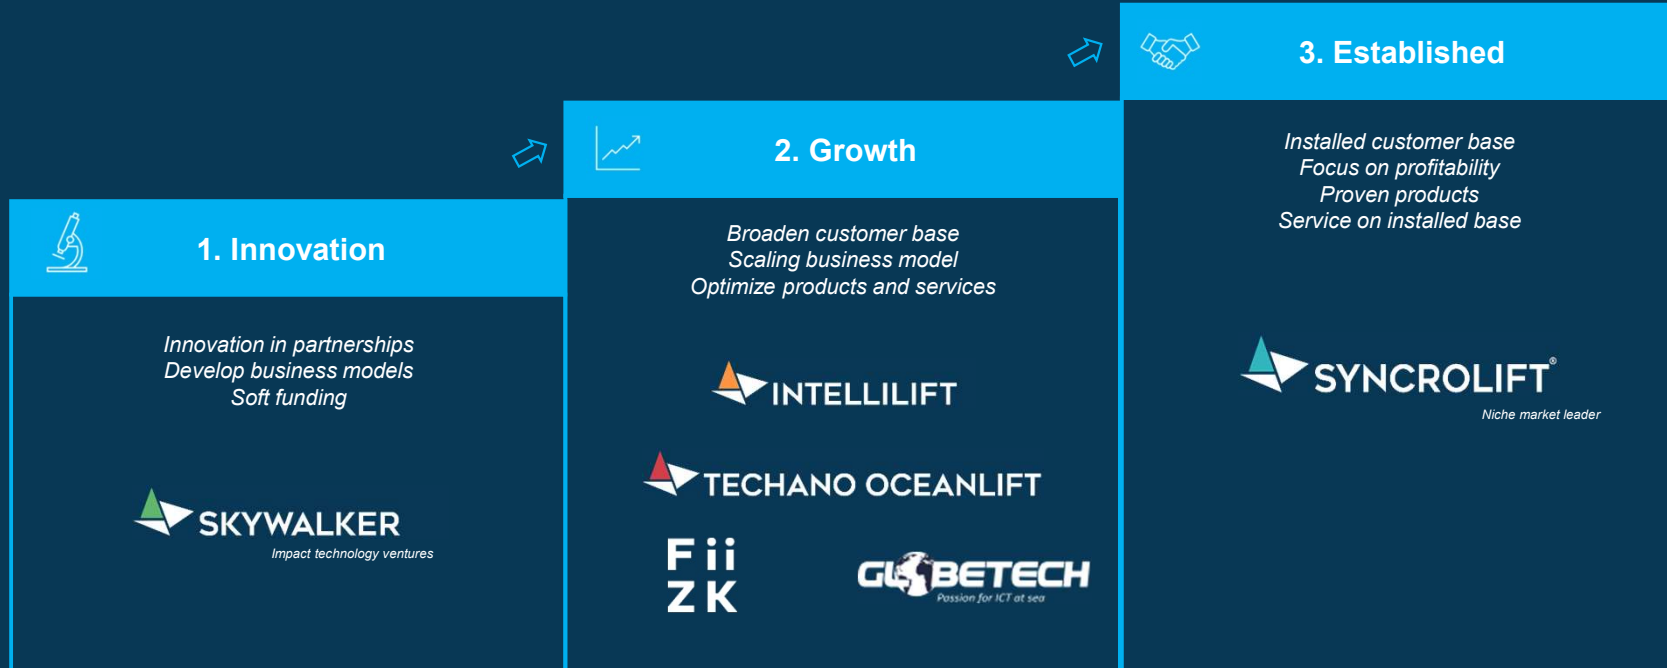 1. Innovation
Innovation in partnerships
Develop business models
Soft funding
SKYWALKER
Impact technology ventures
2. Growth
Broaden customer base
Scaling business model
Optimize products and services
INTELLILIFT
TECHANO OCEANLIFT
Fii
ZK
GLOBETECH
Passion for ICT at sea
3. Established
Installed customer base
Focus on profitability
Proven products
Service on installed base
SYNCROLIFT®
Niche market leader